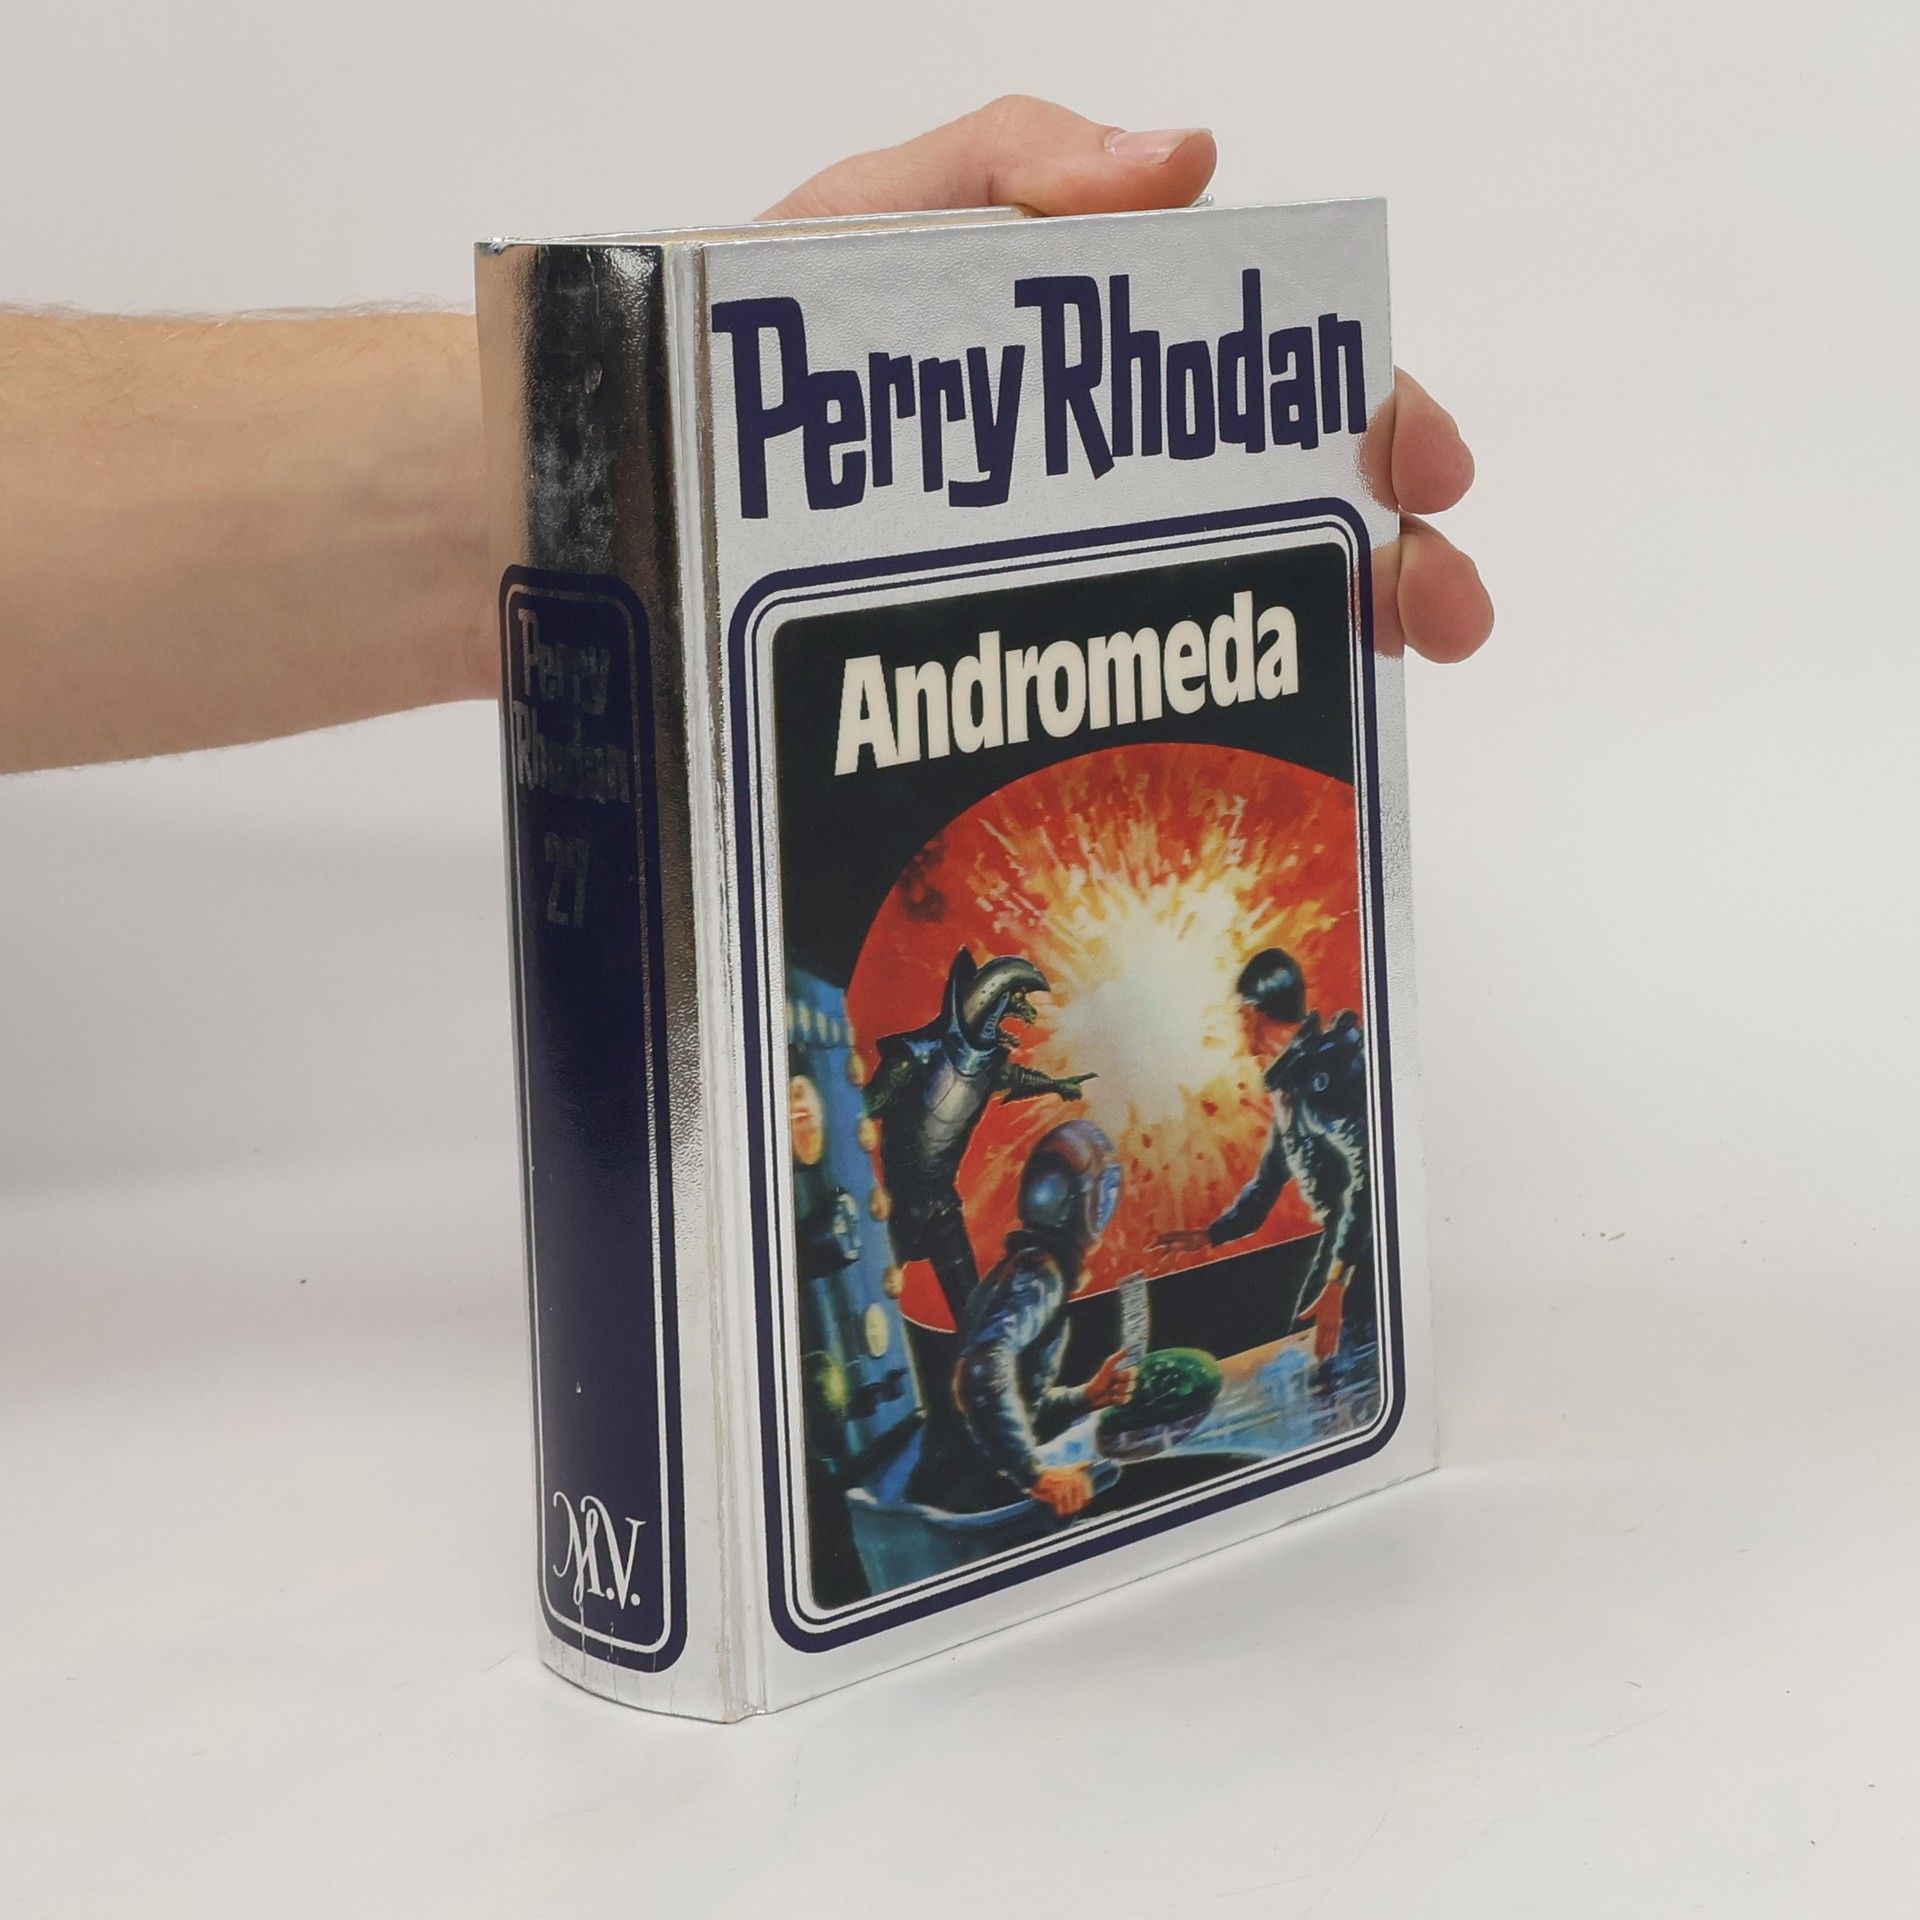 Perry Rhodan
Andromeda
Perry
Rhodan
27
M.V.